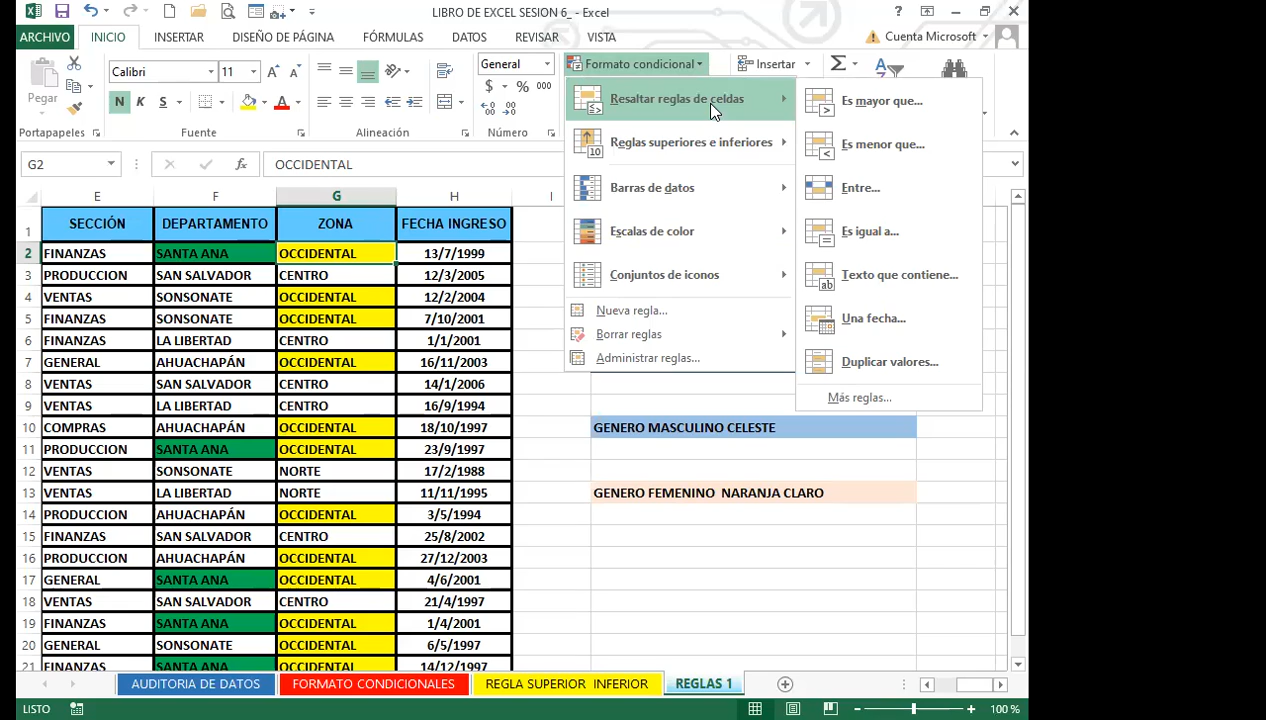 LIBRO DE EXCEL SESION 6_ - Excel
ARCHIVO INICIO INSERTAR DISEÑO DE PÁGINA FÓRMULAS DATOS REVISAR VISTA Cuenta Microsoft
Pegar
Calibri 11
General
N K S
$ % 000
Portapapeles Fuente Alineación Número
Formato condicional
Insertar
Resaltar reglas de celdas
Reglas superiores e inferiores
Barras de datos
Escalas de color
Conjuntos de iconos
Nueva regla...
Borrar reglas
Administrar reglas...
Es mayor que...
Es menor que...
Entre...
Es igual a...
Texto que contiene...
Una fecha...
Duplicar valores...
Más reglas...
G2 OCCIDENTAL
E F G H I
1 SECCIÓN DEPARTAMENTO ZONA FECHA INGRESO
2 FINANZAS SANTA ANA OCCIDENTAL 13/7/1999
3 PRODUCCION SAN SALVADOR CENTRO 12/3/2005
4 VENTAS SONSONATE OCCIDENTAL 12/2/2004
5 FINANZAS SONSONATE OCCIDENTAL 7/10/2001
6 FINANZAS LA LIBERTAD CENTRO 1/1/2001
7 GENERAL AHUACHAPÁN OCCIDENTAL 16/11/2003
8 VENTAS SAN SALVADOR CENTRO 14/1/2006
9 VENTAS LA LIBERTAD CENTRO 16/9/1994
10 COMPRAS AHUACHAPÁN OCCIDENTAL 18/10/1997 GENERO MASCULINO CELESTE
11 PRODUCCION SANTA ANA OCCIDENTAL 23/9/1997
12 VENTAS SONSONATE NORTE 17/2/1988
13 VENTAS LA LIBERTAD NORTE 11/11/1995 GENERO FEMENINO NARANJA CLARO
14 PRODUCCION AHUACHAPÁN OCCIDENTAL 3/5/1994
15 FINANZAS SAN SALVADOR CENTRO 25/8/2002
16 PRODUCCION AHUACHAPÁN OCCIDENTAL 27/12/2003
17 GENERAL SANTA ANA OCCIDENTAL 4/6/2001
18 VENTAS SAN SALVADOR CENTRO 21/4/1997
19 FINANZAS SANTA ANA OCCIDENTAL 1/4/2001
20 GENERAL SONSONATE OCCIDENTAL 6/5/1997
21 FINANZAS SANTA ANA OCCIDENTAL 14/12/1997
AUDITORIA DE DATOS FORMATO CONDICIONALES REGLA SUPERIOR INFERIOR REGLAS 1
LISTO 100 %